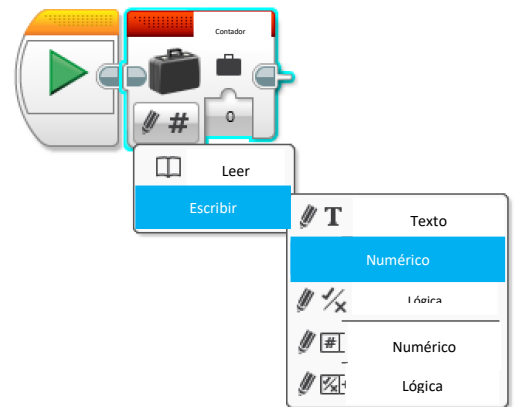 Contador
#
0
Leer
Escribir
T Texto
Numérico
Lógica
# Numérico
Lógica